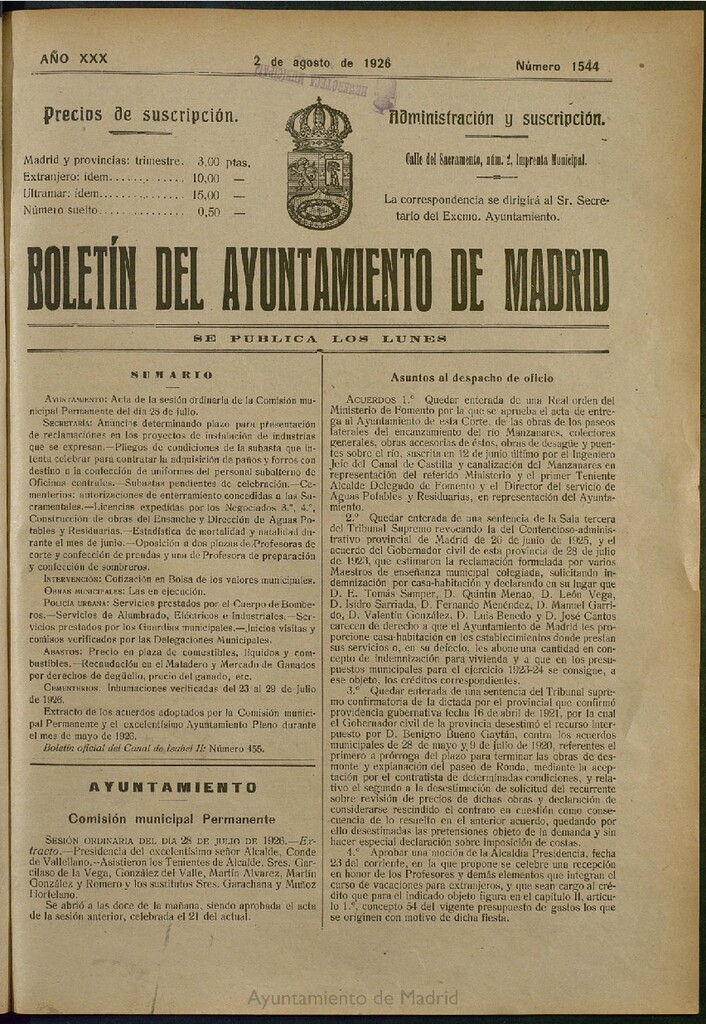 AÑO XXX
2 de agosto de 1926
Número 1544
Precios de suscripción.
Madrid y provincias: trimestre. 3,00 ptas.
Extranjero: ídem............. 10,00 —
Ultramar: ídem.............. 15,00 —
Número suelto............... 0,50 —
Administración y suscripción.
Calle del Sacramento, núm. 2, Imprenta Municipal.
La correspondencia se dirigirá al Sr. Secre-
tario del Excmo. Ayuntamiento.
BOLETÍN DEL AYUNTAMIENTO DE MADRID
SE PUBLICA LOS LUNES
SUMARIO
AYUNTAMIENTO: Acta de la sesión ordinaria de la Comisión mu-
nicipal Permanente del día 28 de julio.
SECRETARÍA: Anuncios determinando plazo para presentación
de reclamaciones en los proyectos de instalación de industrias
que se expresan.—Pliegos de condiciones de la subasta que in-
tenta celebrar para contratar la adquisición de paños y forros con
destino a la confección de uniformes del personal subalterno de
Oficinas centrales.—Subastas pendientes de celebración.—Ce-
menterios: autorizaciones de enterramiento concedidas a las Sa-
cramentales.—Licencias expedidas por los Negociados 3.º, 4.º,
Construcción de obras del Ensanche y Dirección de Aguas Po-
tables y Residuarias.—Estadística de mortalidad y natalidad du-
rante el mes de junio.—Oposición a dos plazas de Profesoras de
corte y confección de prendas y una de Profesora de preparación
y confección de sombreros.
INTERVENCIÓN: Cotización en Bolsa de los valores municipales.
OBRAS MUNICIPALES: Las en ejecución.
POLICÍA URBANA: Servicios prestados por el Cuerpo de Bombe-
ros.—Servicios de Alumbrado, Eléctricos e Industriales.—Ser-
vicios prestados por los Guardias municipales.—Juicios visitas y
comisos verificados por las Delegaciones Municipales.
ABASTOS: Precio en plaza de comestibles, líquidos y com-
bustibles.—Recaudación en el Matadero y Mercado de Ganados
por derechos de degüello, precio del ganado, etc.
CEMENTERIOS: Inhumaciones verificadas del 23 al 29 de julio
de 1926.
Extracto de los acuerdos adoptados por la Comisión munici-
pal Permanente y el excelentísimo Ayuntamiento Pleno durante
el mes de mayo de 1926.
Boletín oficial del Canal de Isabel II: Número 455.
AYUNTAMIENTO
Comisión municipal Permanente
SESIÓN ORDINARIA DEL DÍA 28 DE JULIO DE 1926.—Ex-
tracto.—Presidencia del excelentísimo señor Alcalde, Conde
de Vallellano.—Asistieron los Tenientes de Alcalde, Sres. Gar-
cilaso de la Vega, González del Valle, Martín Alvarez, Martín
González y Romero y los sustitutos Sres. Garachana y Muñoz
Hortelano.
Se abrió a las doce de la mañana, siendo aprobada el acta
de la sesión anterior, celebrada el 21 del actual.
Asuntos al despacho de oficio
ACUERDOS 1.º Quedar enterada de una Real orden del
Ministerio de Fomento por la que se aprueba el acta de entre-
ga al Ayuntamiento de esta Corte, de las obras de los paseos
laterales del encanzamiento del río Manzanares, colectores
generales, obras accesorias de éstos, obras de desagüe y puen-
tes sobre el río, suscrita en 12 de junio último por el Ingeniero
Jefe del Canal de Castilla y canalización del Manzanares en
representación del referido Ministerio y el primer Teniente
Alcalde Delegado de Fomento y el Director del servicio de
Aguas Potables y Residuarias, en representación del Ayunta-
miento.
2.º Quedar enterada de una sentencia de la Sala tercera
del Tribunal Supremo revocando la del Contencioso-adminis-
trativo provincial de Madrid de 26 de junio de 1925, y el
acuerdo del Gobernador civil de esta provincia de 28 de julio
de 1923, que estimaron la reclamación formulada por varios
Maestros de enseñanza municipal colegiada, solicitando in-
demnización por casa-habitación y declarando en su lugar que
D. E. Tomás Samper, D. Quintín Menao, D. León Vega,
D. Isidro Sarriada, D. Fernando Menéndez, D. Manuel Garri-
do, D. Valentín González, D. Luis Benedo y D. José Cantos
carecen de derecho a que el Ayuntamiento de Madrid les pro-
porcione casa-habitación en los establecimientos donde prestan
sus servicios o, en su defecto, les abone una cantidad en
concepto de indemnización para vivienda y a que en los presu-
puestos municipales para el ejercicio 1923-24 se consigne, a
ese objeto, los créditos correspondientes.
3.º Quedar enterada de una sentencia del Tribunal supre-
mo confirmatoria de la dictada por el provincial que confirmó
providencia gubernativa fecha 16 de abril de 1921, por la cual
el Gobernador civil de la provincia desestimó el recurso inter-
puesto por D. Benigno Bueno Gaytán, contra los acuerdos
municipales de 28 de mayo y 9 de julio de 1920, referentes el
primero a prórroga del plazo para terminar las obras de des-
monte y explanación del paseo de Ronda, mediante la acep-
tación por el contratista de determinadas condiciones, y rela-
tivo el segundo a la desestimación de solicitud del recurrente
sobre revisión de precios de dichas obras y declaración de
considerarse rescindido el contrato en cuestión como conse-
cuencia de lo resuelto en el anterior acuerdo, quedando por
ello desestimadas las pretensiones objeto de la demanda y sin
hacer especial declaración sobre imposición de costas.
4.º Aprobar una moción de la Alcaldía Presidencia, fecha
23 del corriente, en la que propone se celebre una recepción
en honor de los Profesores y demás elementos que integran el
curso de vacaciones para extranjeros, y que sean cargo al cré-
dito que para el indicado objeto figura en el capítulo II, artícu-
lo 1.º, concepto 54 del vigente presupuesto de gastos los que
se originen con motivo de dicha fiesta.
Ayuntamiento de Madrid